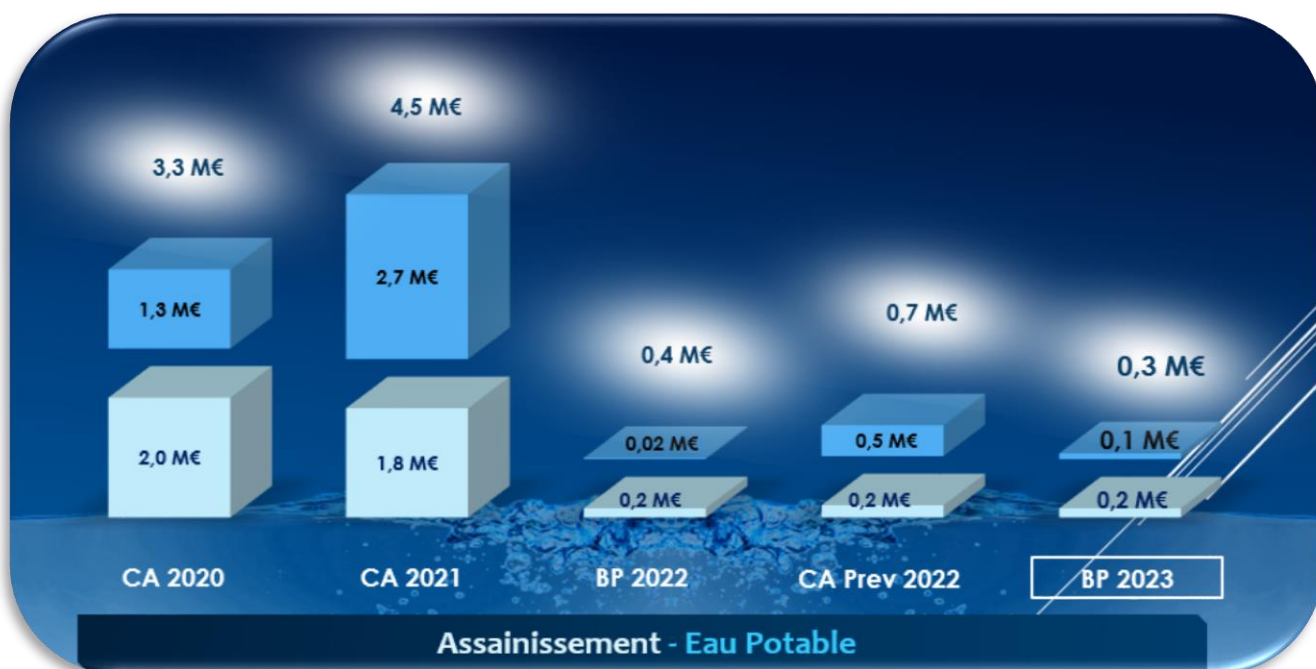 4,5 M€
3,3 M€
2,7 M€
1,3 M€
0,7 M€
0,4 M€
0,3 M€
0,02 M€
0,5 M€
0,1 M€
2,0 M€
1,8 M€
0,2 M€
0,2 M€
0,2 M€
CA 2020
CA 2021
BP 2022
CA Prev 2022
BP 2023
Assainissement - Eau Potable